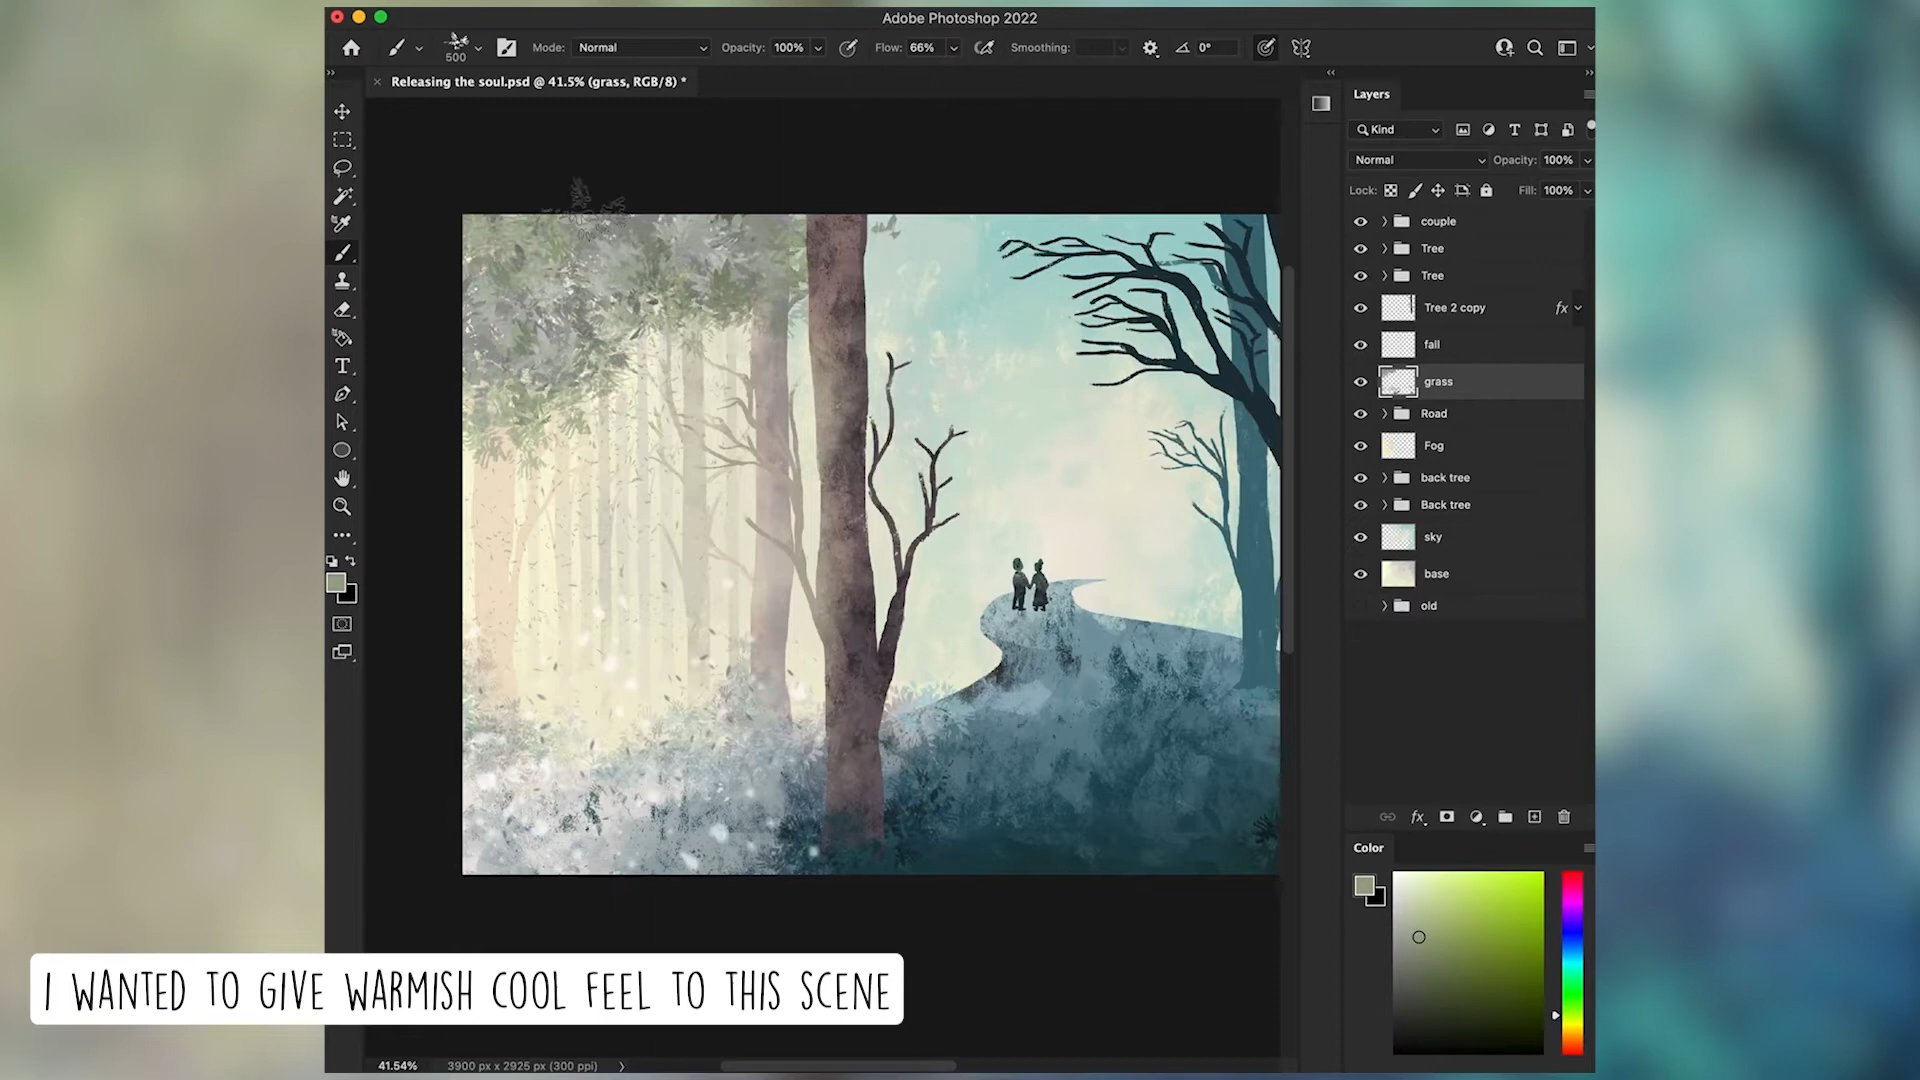 Adobe Photoshop 2022
500
Mode: Normal Opacity: 100% Flow: 66% Smoothing: 0°
Releasing the soul.psd @ 41.5% (grass, RGB/8) *
Layers
Kind
Normal Opacity: 100%
Lock: Fill: 100%
couple
Tree
Tree
Tree 2 copy fx
fall
grass
Road
Fog
back tree
Back tree
sky
base
old
fx
Color
I WANTED TO GIVE WARMISH COOL FEEL TO THIS SCENE
41.54% 3900 px x 2925 px (300 ppi)